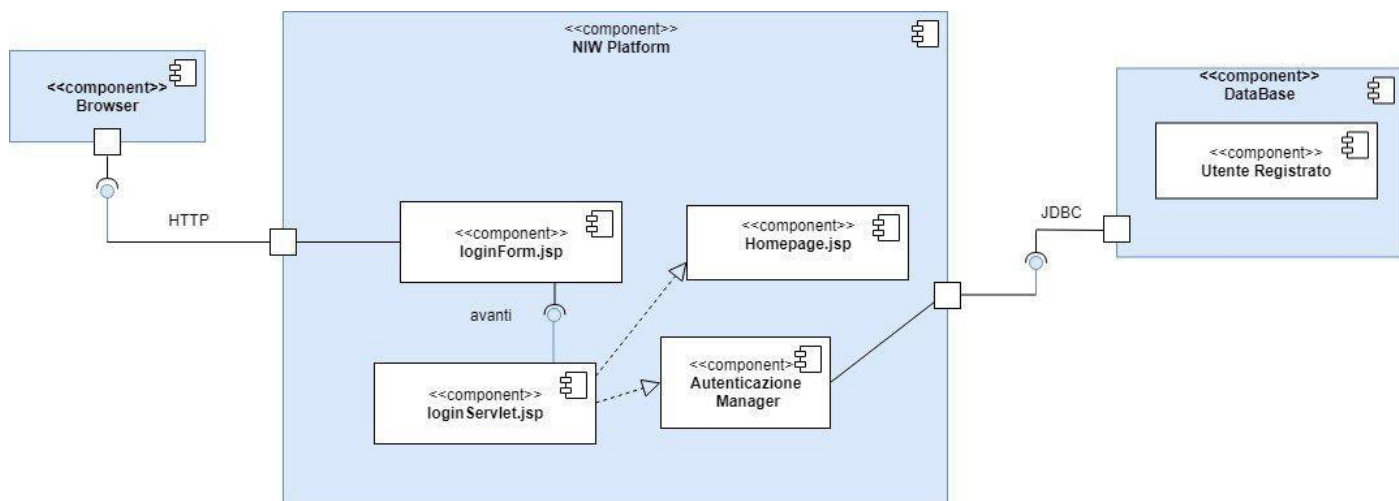 <<component>>
NIW Platform
<<component>>
Browser
<<component>>
DataBase
<<component>>
Utente Registrato
HTTP
JDBC
<<component>>
loginForm.jsp
<<component>>
Homepage.jsp
avanti
<<component>>
loginServlet.jsp
<<component>
Autenticazione
Manager